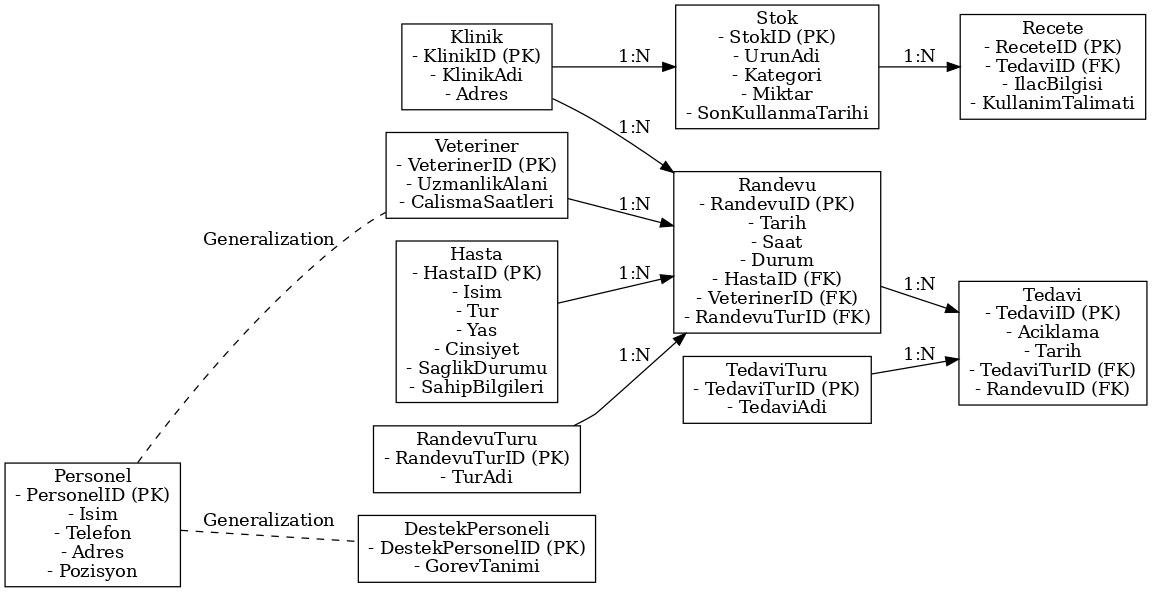 Klinik
- KlinikID (PK)
- KlinikAdi
- Adres
1:N
Stok
- StokID (PK)
- UrunAdi
- Kategori
- Miktar
- SonKullanmaTarihi
1:N
Recete
- ReceteID (PK)
- TedaviID (FK)
- IlacBilgisi
- KullanimTalimati
1:N
Veteriner
- VeterinerID (PK)
- UzmanlikAlani
- CalismaSaatleri
1:N
Randevu
- RandevuID (PK)
- Tarih
- Saat
- Durum
- HastaID (FK)
- VeterinerID (FK)
- RandevuTurID (FK)
Generalization
Hasta
- HastaID (PK)
- Isim
- Tur
- Yas
- Cinsiyet
- SaglikDurumu
- SahipBilgileri
1:N
1:N
Tedavi
- TedaviID (PK)
- Aciklama
- Tarih
- TedaviTurID (FK)
- RandevuID (FK)
1:N
TedaviTuru
- TedaviTurID (PK)
- TedaviAdi
1:N
RandevuTuru
- RandevuTurID (PK)
- TurAdi
Personel
- PersonelID (PK)
- Isim
- Telefon
- Adres
- Pozisyon
Generalization
DestekPersoneli
- DestekPersonelID (PK)
- GorevTanimi